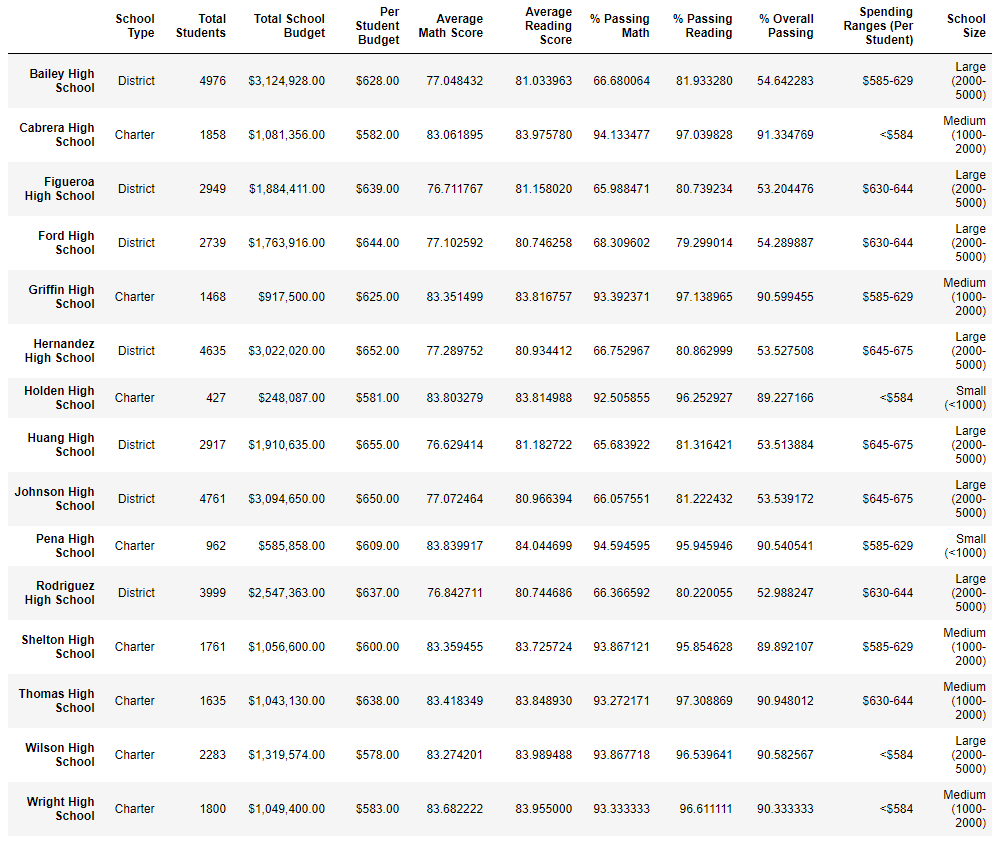 School Type Total Students Total School Budget Per Student Budget Average Math Score Average Reading Score % Passing Math % Passing Reading % Overall Passing Spending Ranges (Per Student) School Size
Bailey High School District 4976 $3,124,928.00 $628.00 77.048432 81.033963 66.680064 81.933280 54.642283 $585-629 Large (2000-5000)
Cabrera High School Charter 1858 $1,081,356.00 $582.00 83.061895 83.975780 94.133477 97.039828 91.334769 <$584 Medium (1000-2000)
Figueroa High School District 2949 $1,884,411.00 $639.00 76.711767 81.158020 65.988471 80.739234 53.204476 $630-644 Large (2000-5000)
Ford High School District 2739 $1,763,916.00 $644.00 77.102592 80.746258 68.309602 79.299014 54.289887 $630-644 Large (2000-5000)
Griffin High School Charter 1468 $917,500.00 $625.00 83.351499 83.816757 93.392371 97.138965 90.599455 $585-629 Medium (1000-2000)
Hernandez High School District 4635 $3,022,020.00 $652.00 77.289752 80.934412 66.752967 80.862999 53.527508 $645-675 Large (2000-5000)
Holden High School Charter 427 $248,087.00 $581.00 83.803279 83.814988 92.505855 96.252927 89.227166 <$584 Small (<1000)
Huang High School District 2917 $1,910,635.00 $655.00 76.629414 81.182722 65.683922 81.316421 53.513884 $645-675 Large (2000-5000)
Johnson High School District 4761 $3,094,650.00 $650.00 77.072464 80.966394 66.057551 81.222432 53.539172 $645-675 Large (2000-5000)
Pena High School Charter 962 $585,858.00 $609.00 83.839917 84.044699 94.594595 95.945946 90.540541 $585-629 Small (<1000)
Rodriguez High School District 3999 $2,547,363.00 $637.00 76.842711 80.744686 66.366592 80.220055 52.988247 $630-644 Large (2000-5000)
Shelton High School Charter 1761 $1,056,600.00 $600.00 83.359455 83.725724 93.867121 95.854628 89.892107 $585-629 Medium (1000-2000)
Thomas High School Charter 1635 $1,043,130.00 $638.00 83.418349 83.848930 93.272171 97.308869 90.948012 $630-644 Medium (1000-2000)
Wilson High School Charter 2283 $1,319,574.00 $578.00 83.274201 83.989488 93.867718 96.539641 90.582567 <$584 Large (2000-5000)
Wright High School Charter 1800 $1,049,400.00 $583.00 83.682222 83.955000 93.333333 96.611111 90.333333 <$584 Medium (1000-2000)